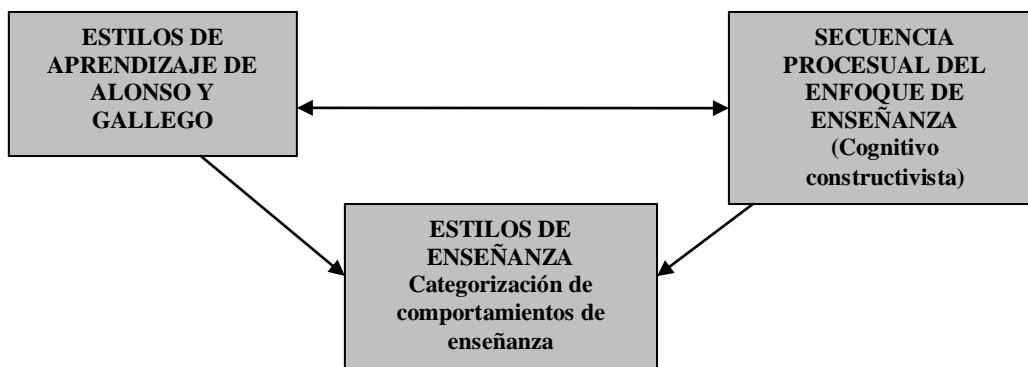 ESTILOS DE
APRENDIZAJE DE
ALONSO Y
GALLEGO
SECUENCIA
PROCESUAL DEL
ENFOQUE DE
ENSEÑANZA
(Cognitivo
constructivista)
ESTILOS DE
ENSEÑANZA
Categorización de
comportamientos de
enseñanza